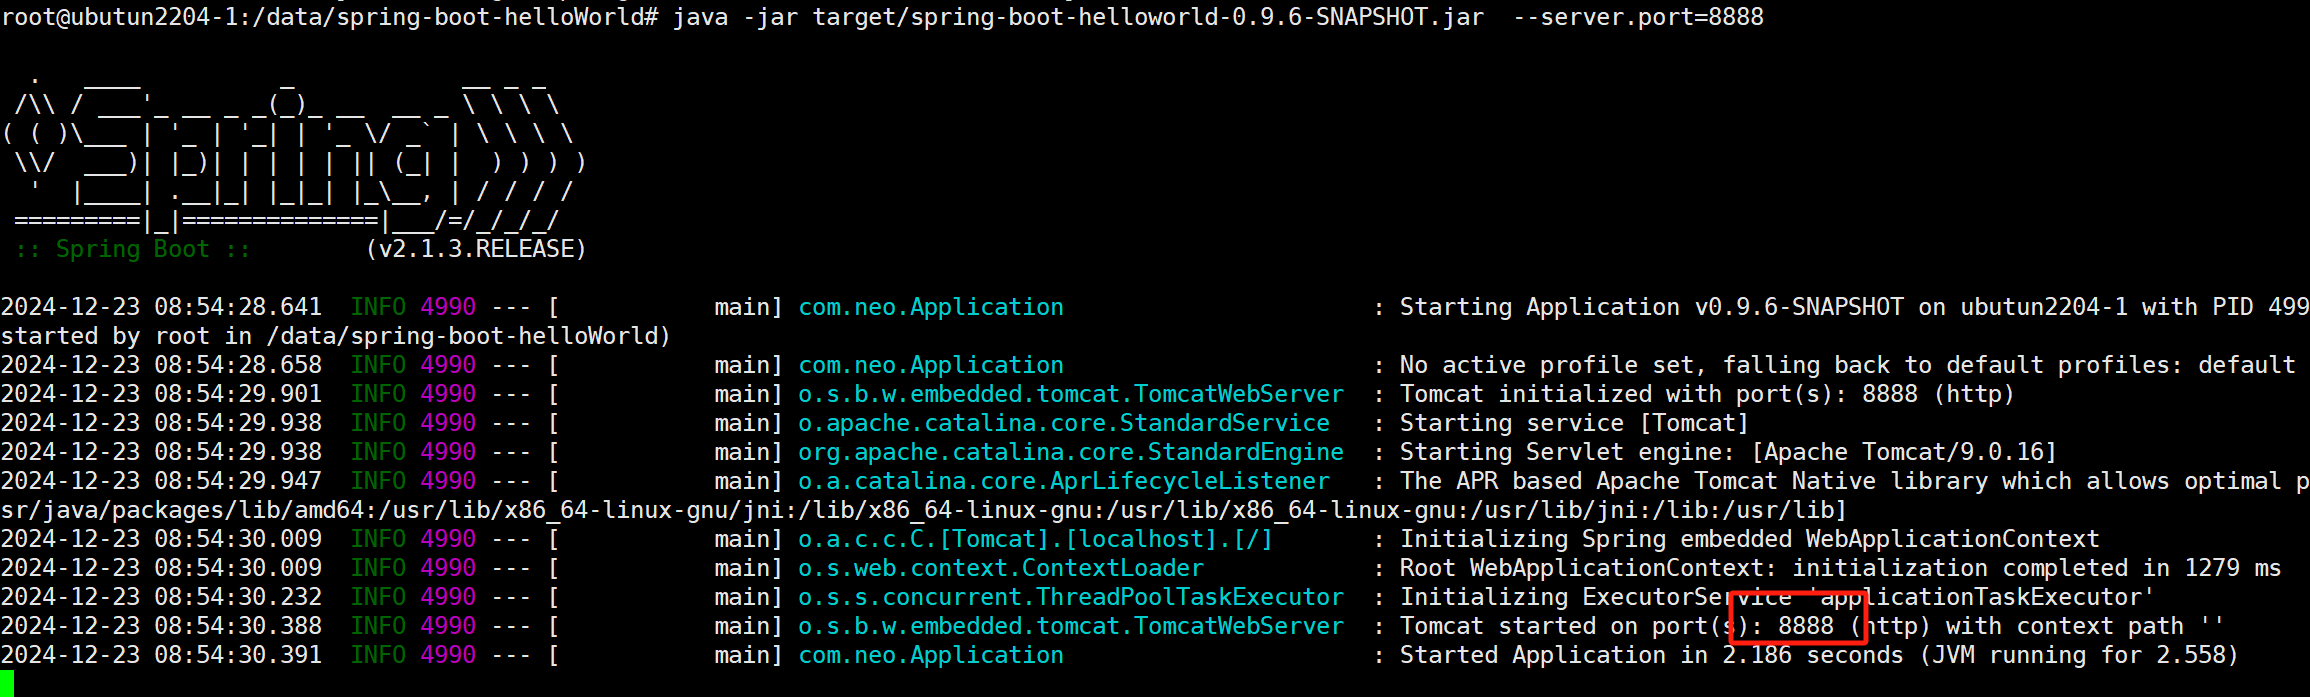 root@ubutun2204-1:/data/spring-boot-helloWorld# java -jar target/spring-boot-helloworld-0.9.6-SNAPSHOT.jar  --server.port=8888
  .   ____          _            __ _ _
 /\\ / ___'_ __ _ _(_)_ __  __ _ \ \ \ \
( ( )\___ | '_ | '_| | '_ \/ _` | \ \ \ \
 \\/  ___)| |_)| | | | | || (_| |  ) ) ) )
  '  |____| .__|_| |_|_| |_\__, | / / / /
 =========|_|==============|___/=/_/_/_/
 :: Spring Boot ::        (v2.1.3.RELEASE)
2024-12-23 08:54:28.641  INFO 4990 --- [           main] com.neo.Application                      : Starting Application v0.9.6-SNAPSHOT on ubutun2204-1 with PID 499
started by root in /data/spring-boot-helloWorld)
2024-12-23 08:54:28.658  INFO 4990 --- [           main] com.neo.Application                      : No active profile set, falling back to default profiles: default
2024-12-23 08:54:29.901  INFO 4990 --- [           main] o.s.b.w.embedded.tomcat.TomcatWebServer  : Tomcat initialized with port(s): 8888 (http)
2024-12-23 08:54:29.938  INFO 4990 --- [           main] o.apache.catalina.core.StandardService   : Starting service [Tomcat]
2024-12-23 08:54:29.938  INFO 4990 --- [           main] org.apache.catalina.core.StandardEngine  : Starting Servlet engine: [Apache Tomcat/9.0.16]
2024-12-23 08:54:29.947  INFO 4990 --- [           main] o.a.catalina.core.AprLifecycleListener   : The APR based Apache Tomcat Native library which allows optimal p
sr/java/packages/lib/amd64:/usr/lib/x86_64-linux-gnu/jni:/lib/x86_64-linux-gnu:/usr/lib/x86_64-linux-gnu:/usr/lib/jni:/lib:/usr/lib]
2024-12-23 08:54:30.009  INFO 4990 --- [           main] o.a.c.c.C.[Tomcat].[localhost].[/]       : Initializing Spring embedded WebApplicationContext
2024-12-23 08:54:30.009  INFO 4990 --- [           main] o.s.web.context.ContextLoader            : Root WebApplicationContext: initialization completed in 1279 ms
2024-12-23 08:54:30.232  INFO 4990 --- [           main] o.s.s.concurrent.ThreadPoolTaskExecutor  : Initializing ExecutorService 'applicationTaskExecutor'
2024-12-23 08:54:30.388  INFO 4990 --- [           main] o.s.b.w.embedded.tomcat.TomcatWebServer  : Tomcat started on port(s): 8888 (http) with context path ''
2024-12-23 08:54:30.391  INFO 4990 --- [           main] com.neo.Application                      : Started Application in 2.186 seconds (JVM running for 2.558)